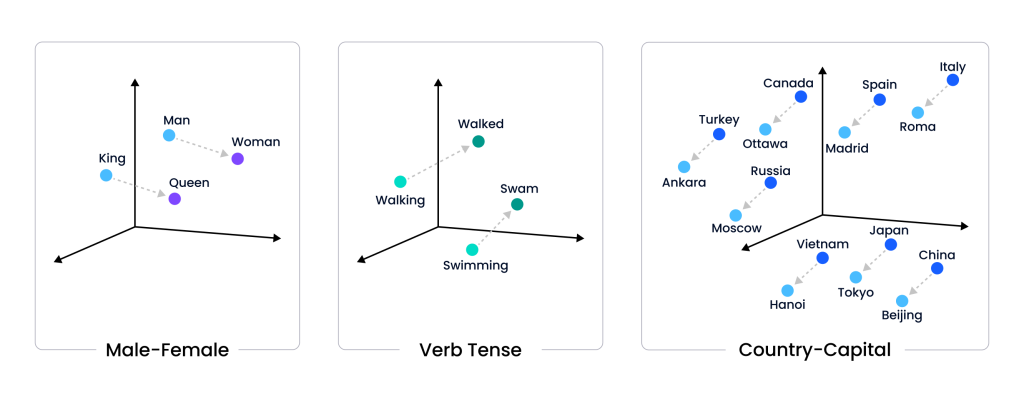 Man
Woman
King
Queen
Male-Female
Walked
Walking
Swam
Swimming
Verb Tense
Italy
Canada
Spain
Roma
Turkey
Ottawa
Madrid
Russia
Ankara
Moscow
Japan
Vietnam
China
Tokyo
Hanoi
Beijing
Country-Capital